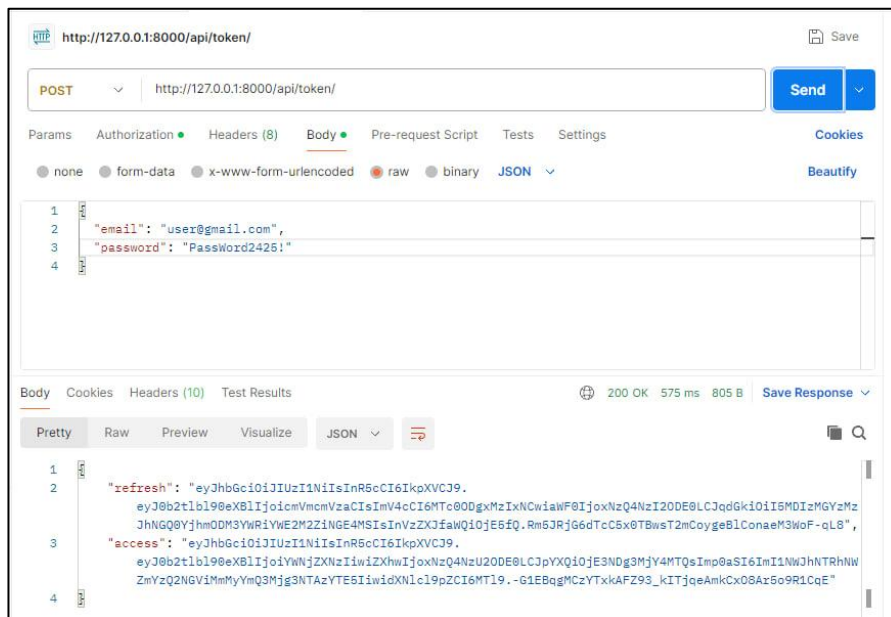 HTTP http://127.0.0.1:8000/api/token/ Save
POST http://127.0.0.1:8000/api/token/ Send
Params Authorization Headers (8) Body Pre-request Script Tests Settings Cookies
none form-data x-www-form-urlencoded raw binary JSON Beautify
1 {
2 "email": "user@gmail.com",
3 "password": "PassWord2425!"
4 }
Body Cookies Headers (10) Test Results 200 OK 575 ms 805 B Save Response
Pretty Raw Preview Visualize JSON
1 {
2 "refresh": "eyJhbGciOiJIUzI1NiIsInR5cCI6IkpXVCJ9.
3 "access": "eyJhbGciOiJIUzI1NiIsInR5cCI6IkpXVCJ9.
4 }